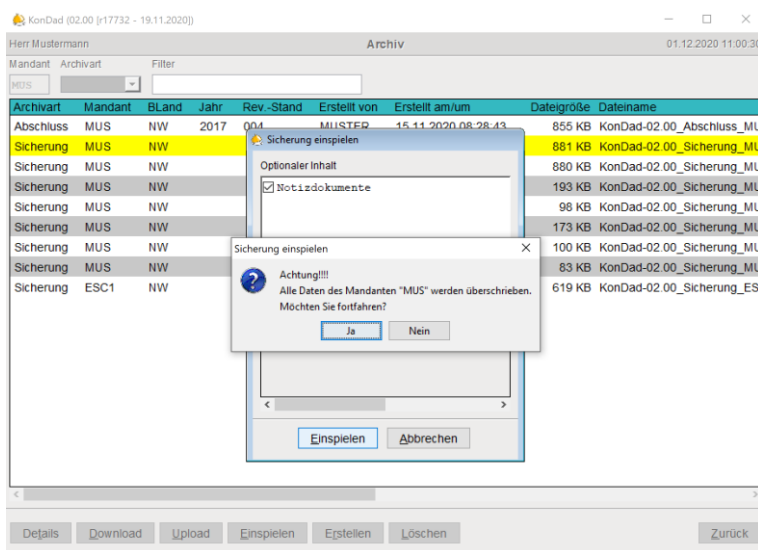 KonDad (02.00 [r17732 - 19.11.2020])
Herr Mustermann Archiv 01.12.2020 11:00:30
Mandant Archivart Filter
MUS
Archivart Mandant BLand Jahr Rev.-Stand Erstellt von Erstellt am/um Dateigröße Dateiname
Abschluss MUS NW 2017 004 MUSTER 15.11.2020 08:28:43 855 KB KonDad-02.00_Abschluss_MU
Sicherung MUS NW 881 KB KonDad-02.00_Sicherung_MU
Sicherung MUS NW 880 KB KonDad-02.00_Sicherung_MU
Sicherung MUS NW 193 KB KonDad-02.00_Sicherung_MU
Sicherung MUS NW 98 KB KonDad-02.00_Sicherung_MU
Sicherung MUS NW 173 KB KonDad-02.00_Sicherung_MU
Sicherung MUS NW 100 KB KonDad-02.00_Sicherung_MU
Sicherung MUS NW 83 KB KonDad-02.00_Sicherung_MU
Sicherung ESC1 NW 619 KB KonDad-02.00_Sicherung_ES
Sicherung einspielen
Optionaler Inhalt
Notizdokumente
Sicherung einspielen
Achtung!!!!
Alle Daten des Mandanten "MUS" werden überschrieben.
Möchten Sie fortfahren?
Ja Nein
Einspielen Abbrechen
Details Download Upload Einspielen Erstellen Löschen Zurück